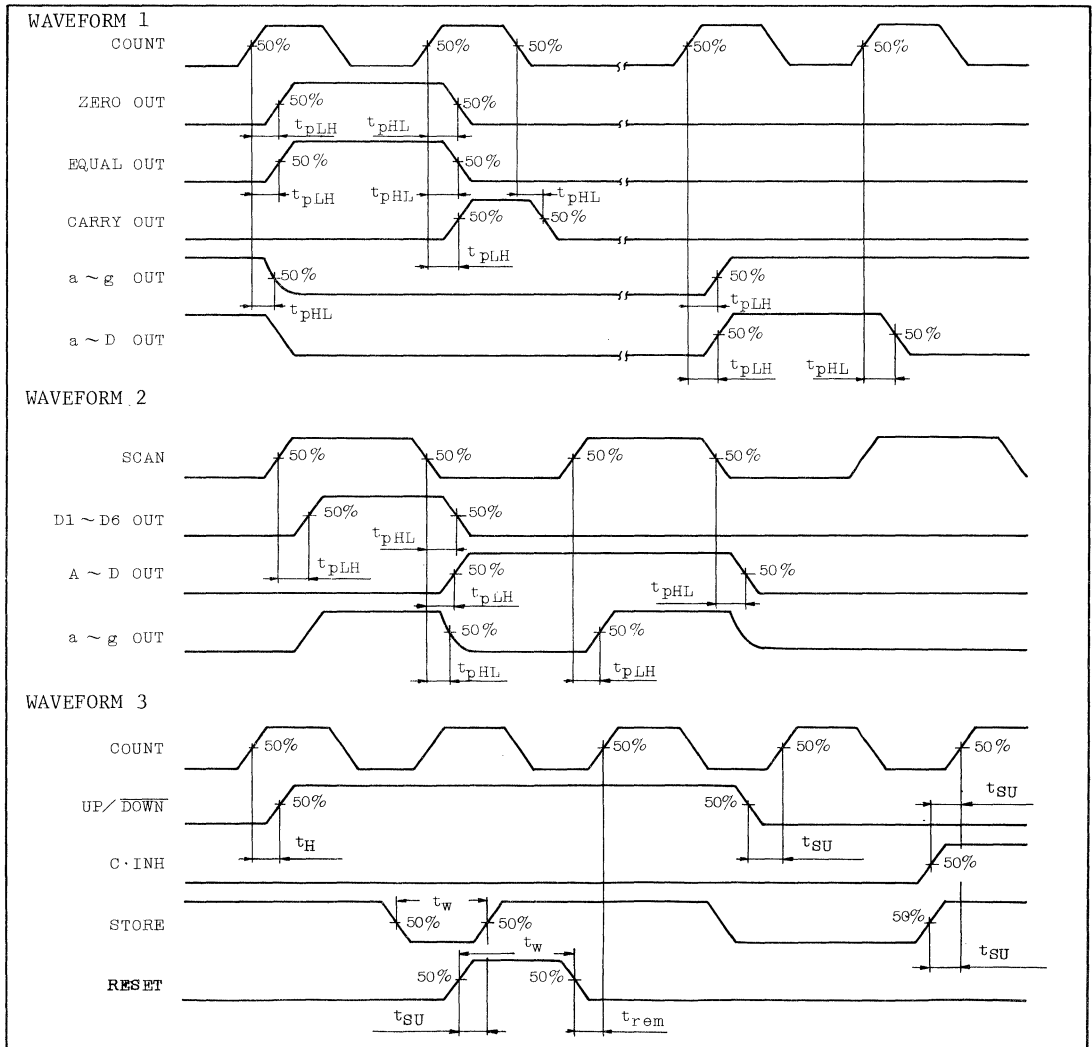 WAVEFORM 1
COUNT
50% 50% 50% 50% 50%
ZERO OUT
50% 50%
tpLH tpHL
EQUAL OUT
50% 50%
tpLH tpHL tpHL
CARRY OUT
50% 50%
tpLH
a ~ g OUT
50%
tpHL tpLH
a ~ D OUT
50% 50%
tpLH tpHL
WAVEFORM 2
SCAN
50% 50% 50% 50%
D1 ~ D6 OUT
50% 50%
tpLH tpHL
A ~ D OUT
50% 50%
tpLH tpHL
a ~ g OUT
50% 50%
tpHL tpLH
WAVEFORM 3
COUNT
50% 50% 50% 50%
tSU
UP/DOWN
50% 50%
tH tSU
C·INH
50%
STORE
tw
50% 50% 50%
tw tSU
RESET
50% 50%
tSU trem